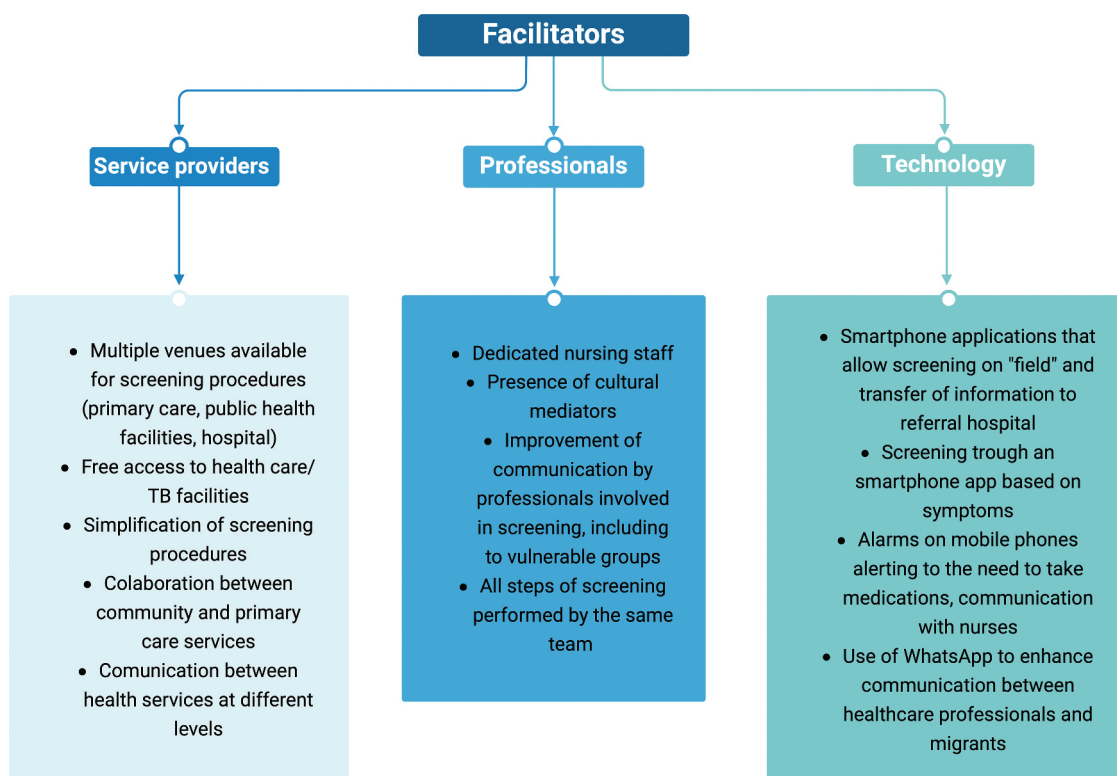 Facilitators
Service providers
Professionals
Technology
• Multiple venues available
for screening procedures
(primary care, public health
facilities, hospital)
• Free access to health care/
TB facilities
• Simplification of screening
procedures
• Colaboration between
community and primary
care services
• Comunication between
health services at different
levels
• Dedicated nursing staff
• Presence of cultural
mediators
• Improvement of
communication by
professionals involved
in screening, including
to vulnerable groups
• All steps of screening
performed by the same
team
• Smartphone applications that
allow screening on "field" and
transfer of information to
referral hospital
• Screening trough an
smartphone app based on
symptoms
• Alarms on mobile phones
alerting to the need to take
medications, communication
with nurses
• Use of WhatsApp to enhance
communication between
healthcare professionals and
migrants